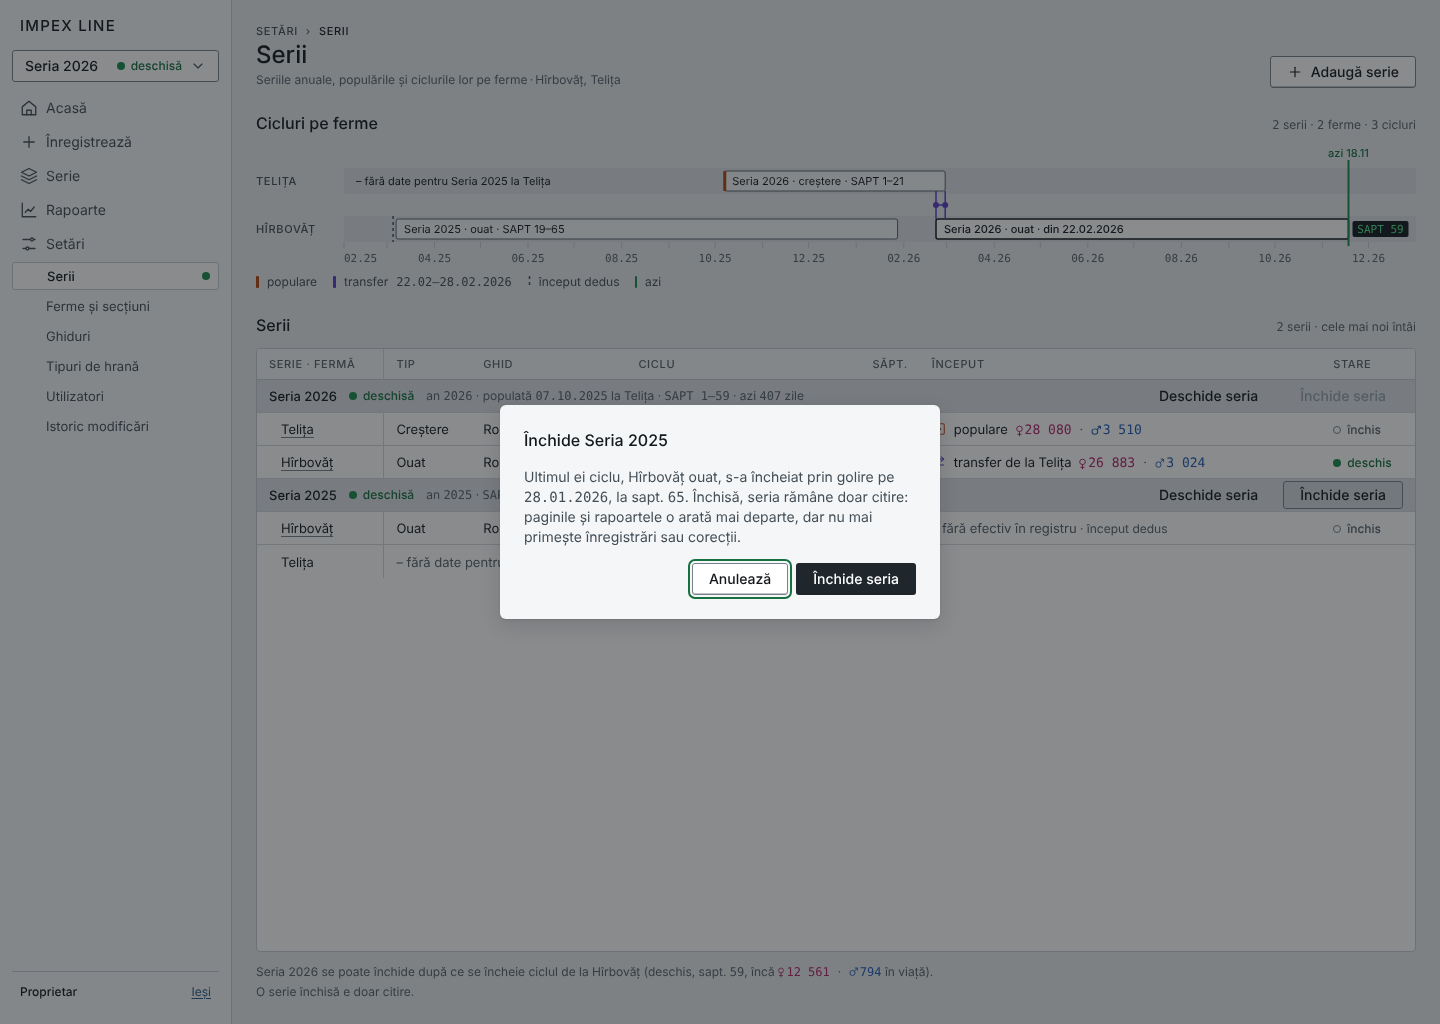 IMPEX LINE
Seria 2026 deschisă
Acasă
Înregistrează
Serie
Rapoarte
Setări
Serii
Ferme și secțiuni
Ghiduri
Tipuri de hrană
Utilizatori
Istoric modificări
Proprietar Ieși
SETĂRI › SERII
Serii
Seriile anuale, populările și ciclurile lor pe ferme · Hîrbovăț, Telița
Adaugă serie
Cicluri pe ferme
2 serii · 2 ferme · 3 cicluri
azi 18.11
TELIȚA – fără date pentru Seria 2025 la Telița Seria 2026 · creștere · SAPT 1–21
HÎRBOVĂȚ Seria 2025 · ouat · SAPT 19–65 Seria 2026 · ouat · din 22.02.2026 SAPT 59
02.25 04.25 06.25 08.25 10.25 12.25 02.26 04.26 06.26 08.26 10.26 12.26
populare transfer 22.02–28.02.2026 început dedus azi
Serii
2 serii · cele mai noi întâi
SERIE · FERMĂ TIP GHID CICLU SĂPT. ÎNCEPUT STARE
Seria 2026 deschisă an 2026 · populată 07.10.2025 la Telița · SAPT 1–59 · azi 407 zile Deschide seria Închide seria
Telița Creștere Ro populare ♀28 080 · ♂3 510 închis
Hîrbovăț Ouat Ro transfer de la Telița ♀26 883 · ♂3 024 deschis
Seria 2025 deschisă an 2025 · SAP Deschide seria Închide seria
Hîrbovăț Ouat Ro fără efectiv în registru · început dedus închis
Telița – fără date pentru
Închide Seria 2025
Ultimul ei ciclu, Hîrbovăț ouat, s-a încheiat prin golire pe
28.01.2026, la sapt. 65. Închisă, seria rămâne doar citire:
paginile și rapoartele o arată mai departe, dar nu mai
primește înregistrări sau corecții.
Anulează Închide seria
Seria 2026 se poate închide după ce se încheie ciclul de la Hîrbovăț (deschis, sapt. 59, încă ♀12 561 · ♂794 în viață).
O serie închisă e doar citire.